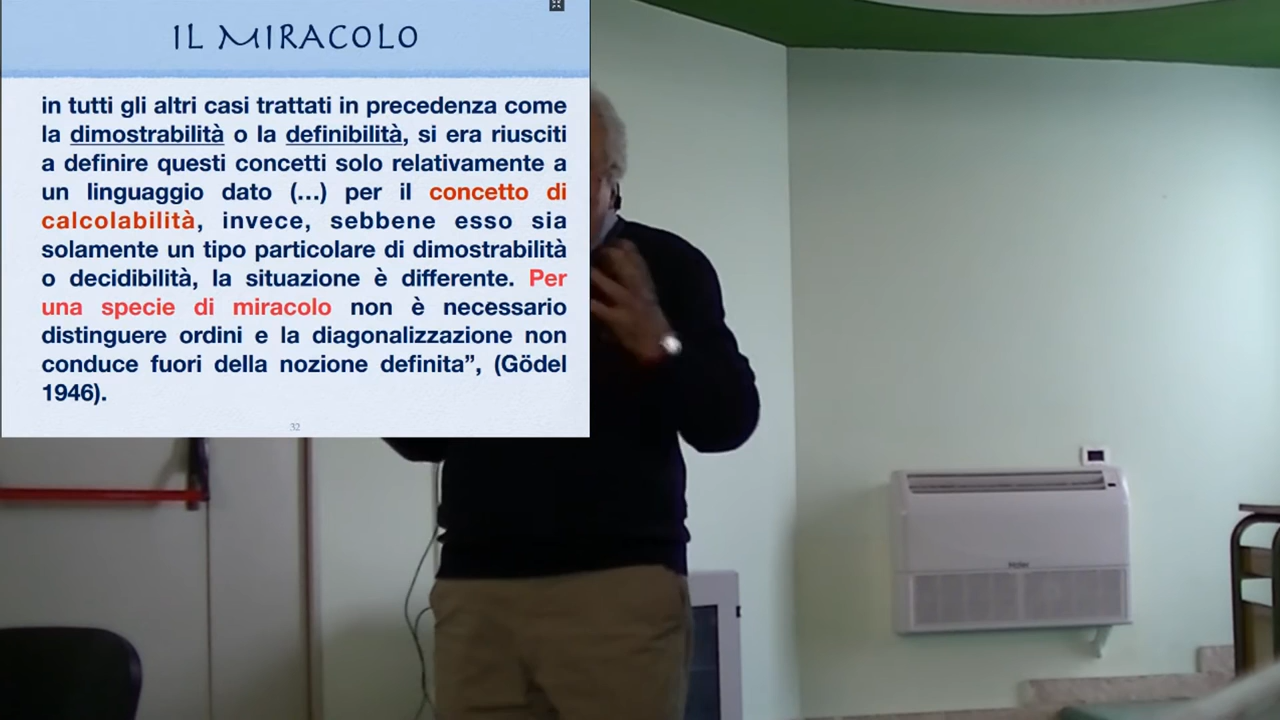 IL MIRACOLO
in tutti gli altri casi trattati in precedenza come
la dimostrabilità o la definibilità, si era riusciti
a definire questi concetti solo relativamente a
un linguaggio dato (…) per il concetto di
calcolabilità, invece, sebbene esso sia
solamente un tipo particolare di dimostrabilità
o decidibilità, la situazione è differente. Per
una specie di miracolo non è necessario
distinguere ordini e la diagonalizzazione non
conduce fuori della nozione definita”, (Gödel
1946).
32
Haier